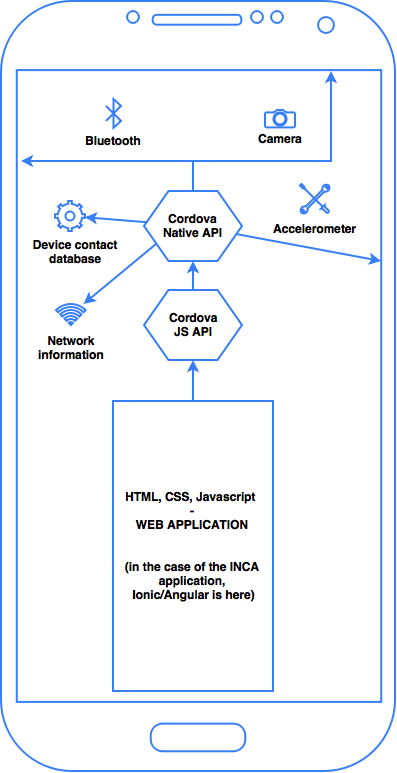 Bluetooth
Camera
Cordova
Native API
Device contact
database
Accelerometer
Network
information
Cordova
JS API
HTML, CSS, Javascript
-
WEB APPLICATION
(in the case of the INCA
application,
Ionic/Angular is here)